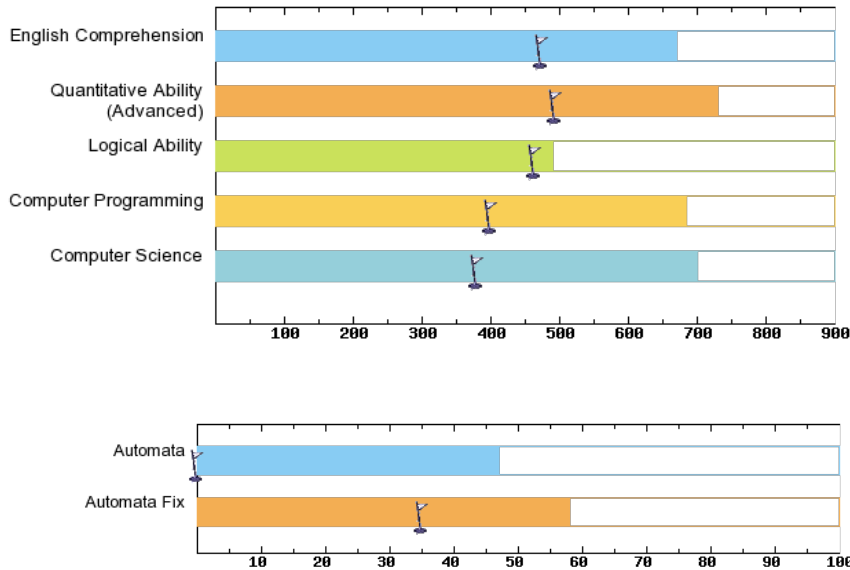 English Comprehension
Quantitative Ability
(Advanced)
Logical Ability
Computer Programming
Computer Science
100 200 300 400 500 600 700 800 900
Automata
Automata Fix
10 20 30 40 50 60 70 80 90 100